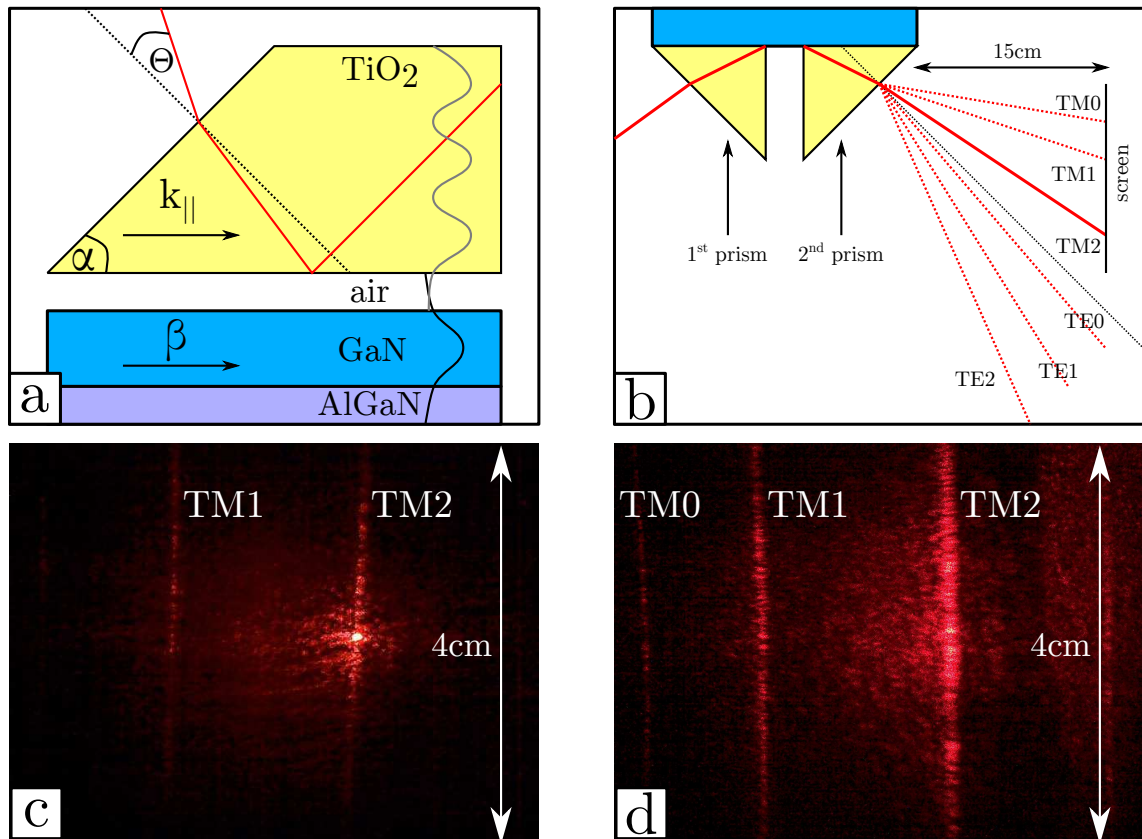 Θ
TiO₂
k||
α
air
β
GaN
AlGaN
a
15cm
TM0
TM1
screen
TM2
1ˢᵗ prism
2ⁿᵈ prism
TE0
TE1
TE2
b
TM1
TM2
4cm
c
TM0
TM1
TM2
4cm
d